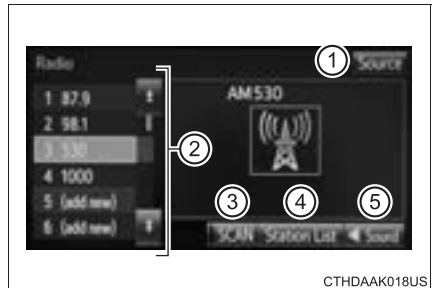 Radio
1
Source
1 87.9
AM 530
2 98.1
3 530
2
4 1000
5 (add new)
6 (add new)
3
4
5
SCAN
Station List
Sound
CTHDAAK018US